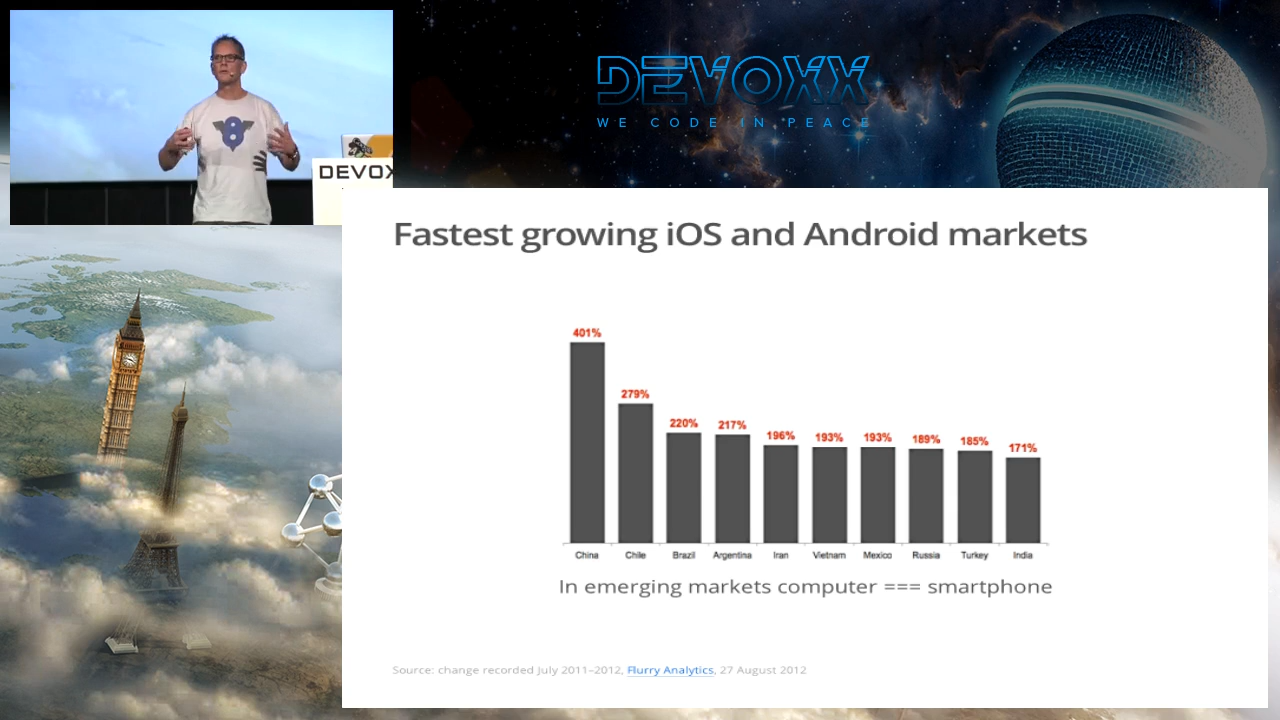 DEVOXX
WE CODE IN PEACE
8
DEVOX
Fastest growing iOS and Android markets
401%
279%
220%
217%
196%
193%
193%
189%
185%
171%
China
Chile
Brazil
Argentina
Iran
Vietnam
Mexico
Russia
Turkey
India
In emerging markets computer === smartphone
Source: change recorded July 2011–2012, Flurry Analytics, 27 August 2012